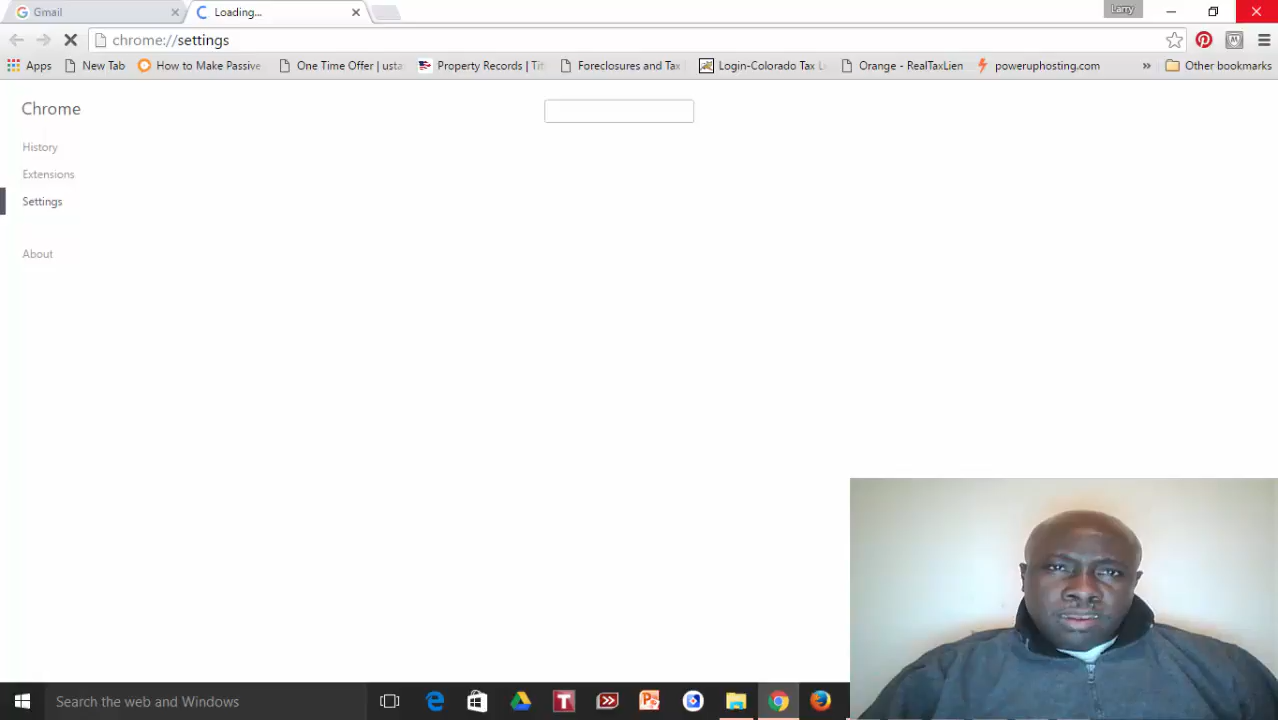 Gmail
Loading...
Larry
chrome://settings
Apps
New Tab
How to Make Passive
One Time Offer | usta
Property Records | Tit
Foreclosures and Tax
Login-Colorado Tax L
Orange - RealTaxLien
poweruphosting.com
»
Other bookmarks
Chrome
History
Extensions
Settings
About
Search the web and Windows